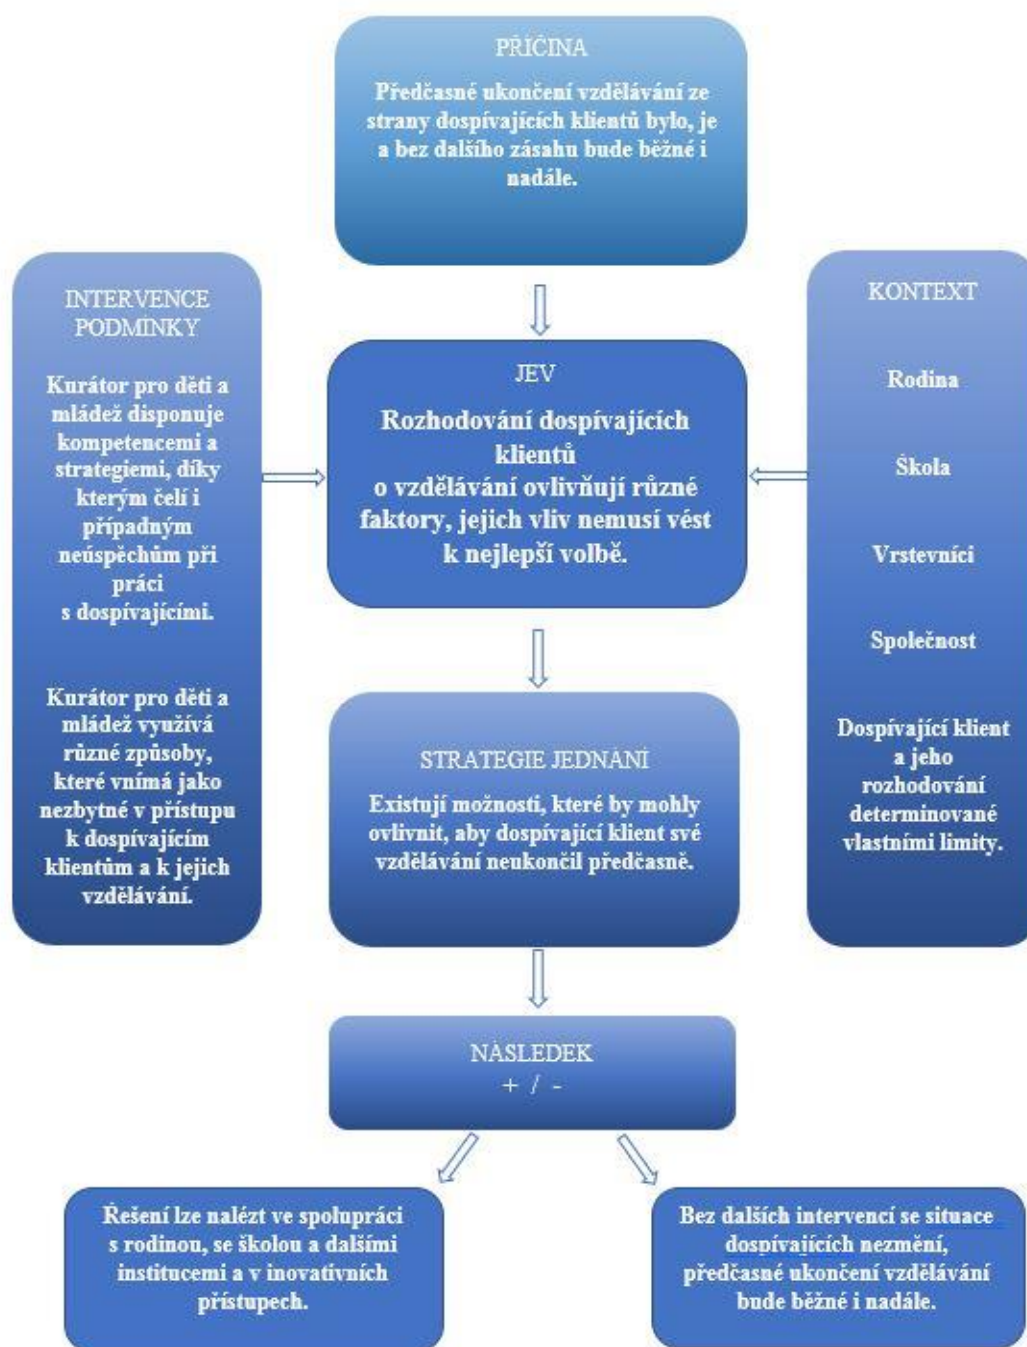 PŘÍČINA
Předčasné ukončení vzdělávání ze
strany dospívajících klientů bylo, je
a bez dalšího zásahu bude běžné i
nadále.
INTERVENCE
PODMÍNKY
Kurátor pro děti a
mládež disponuje
kompetencemi a
strategiemi, díky
kterým čelí i
případným
neúspěchům při
práci
s dospívajícími.
Kurátor pro děti a
mládež využívá
různé způsoby,
které vnímá jako
nezbytné v přístupu
k dospívajícím
klientům a k jejich
vzdělávání.
JEV
Rozhodování dospívajících
klientů
o vzdělávání ovlivňují různé
faktory, jejich vliv nemusí vést
k nejlepší volbě.
KONTEXT
Rodina
Škola
Vrstevníci
Společnost
Dospívající klient
a jeho
rozhodování
determinované
vlastními limity.
STRATEGIE JEDNÁNÍ
Existují možnosti, které by mohly
ovlivnit, aby dospívající klient své
vzdělávání neukončil předčasně.
NÁSLEDEK
+ / -
Řešení lze nalézt ve spolupráci
s rodinou, se školou a dalšími
institucemi a v inovativních
přístupech.
Bez dalších intervencí se situace
dospívajících nezmění,
předčasné ukončení vzdělávání
bude běžné i nadále.